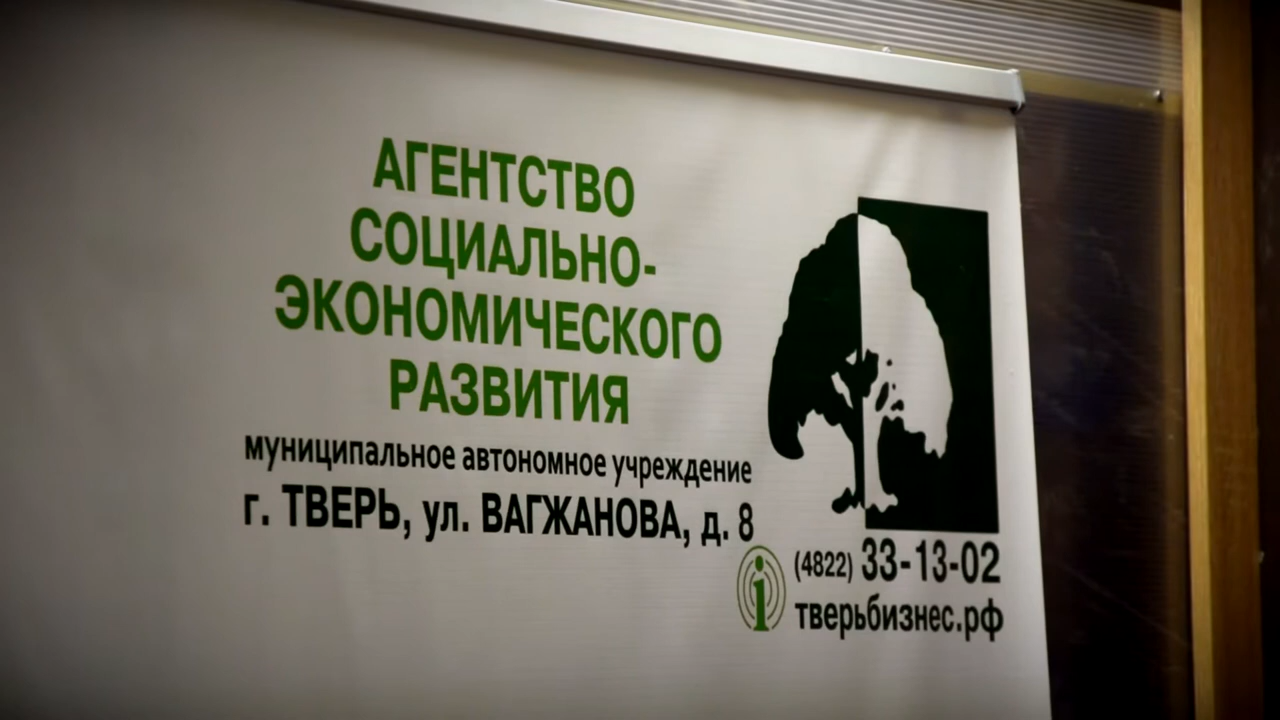 АГЕНТСТВО
СОЦИАЛЬНО-
ЭКОНОМИЧЕСКОГО
РАЗВИТИЯ
муниципальное автономное учреждение
г. ТВЕРЬ, ул. ВАГЖАНОВА, д. 8
i (4822) 33-13-02
тверьбизнес.рф